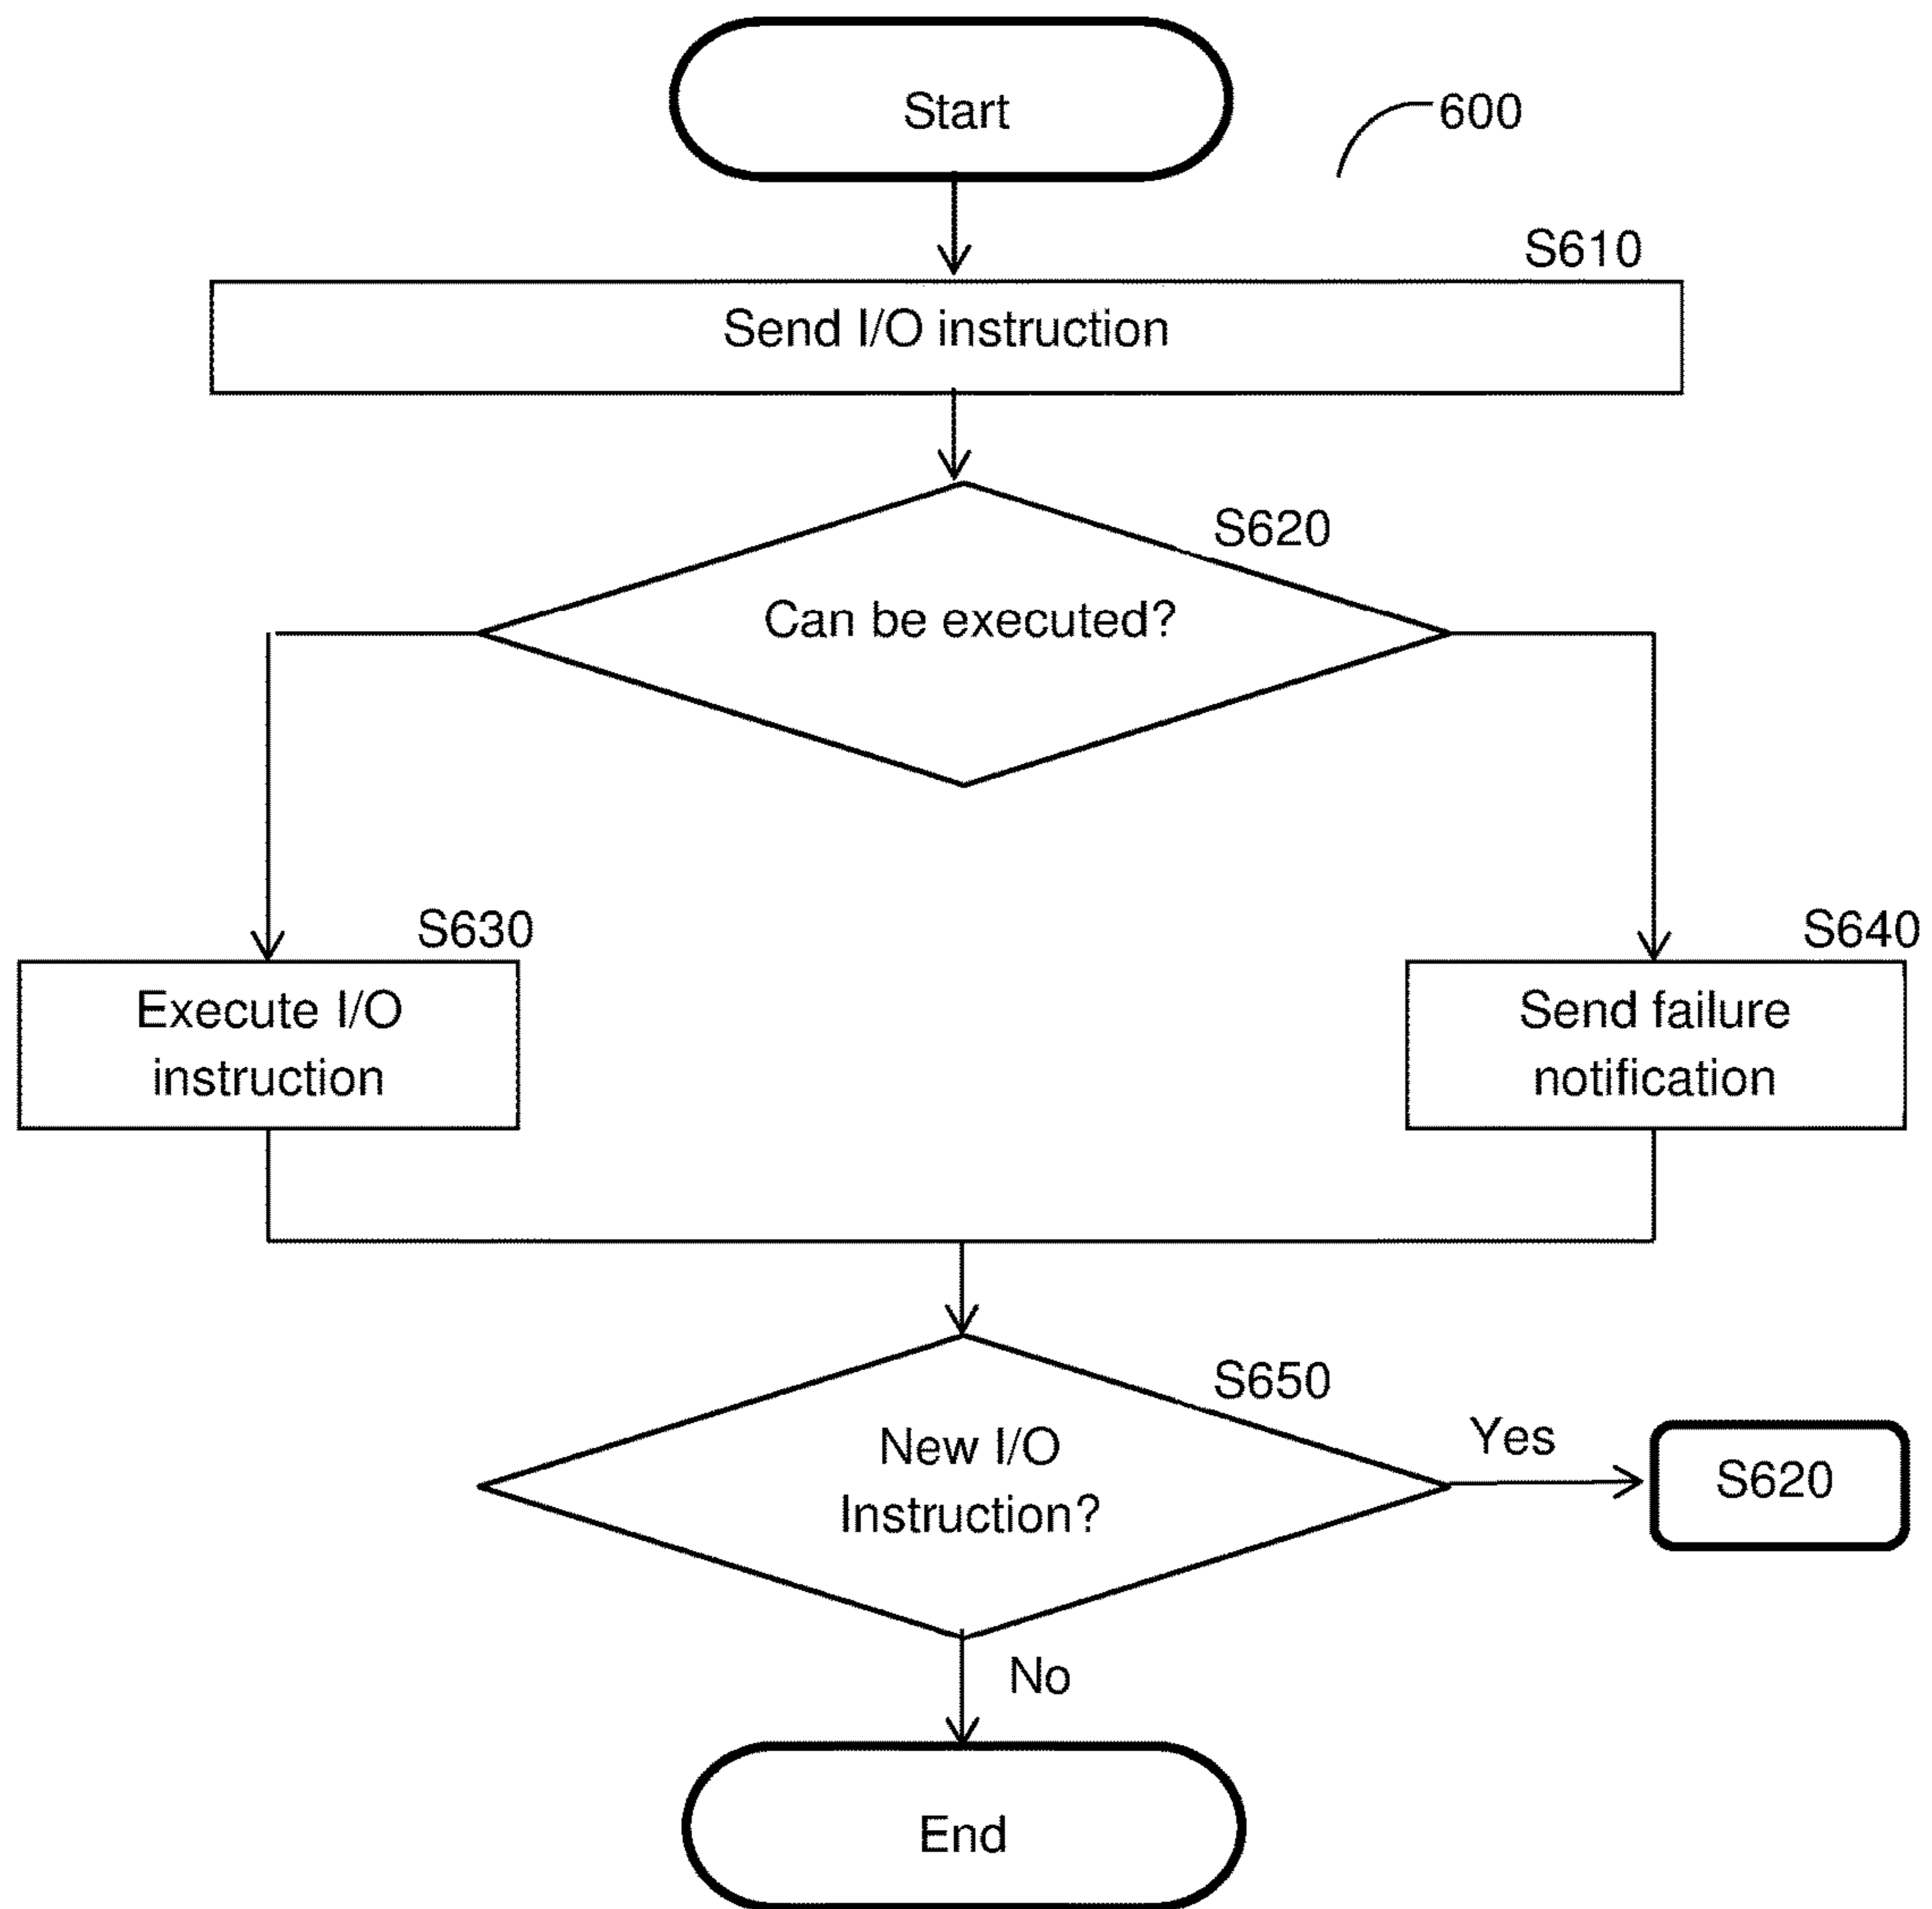 Start
600
S610
Send I/O instruction
S620
Can be executed?
S630
S640
Execute I/O
instruction
Send failure
notification
S650
New I/O
Instruction?
Yes
S620
No
End